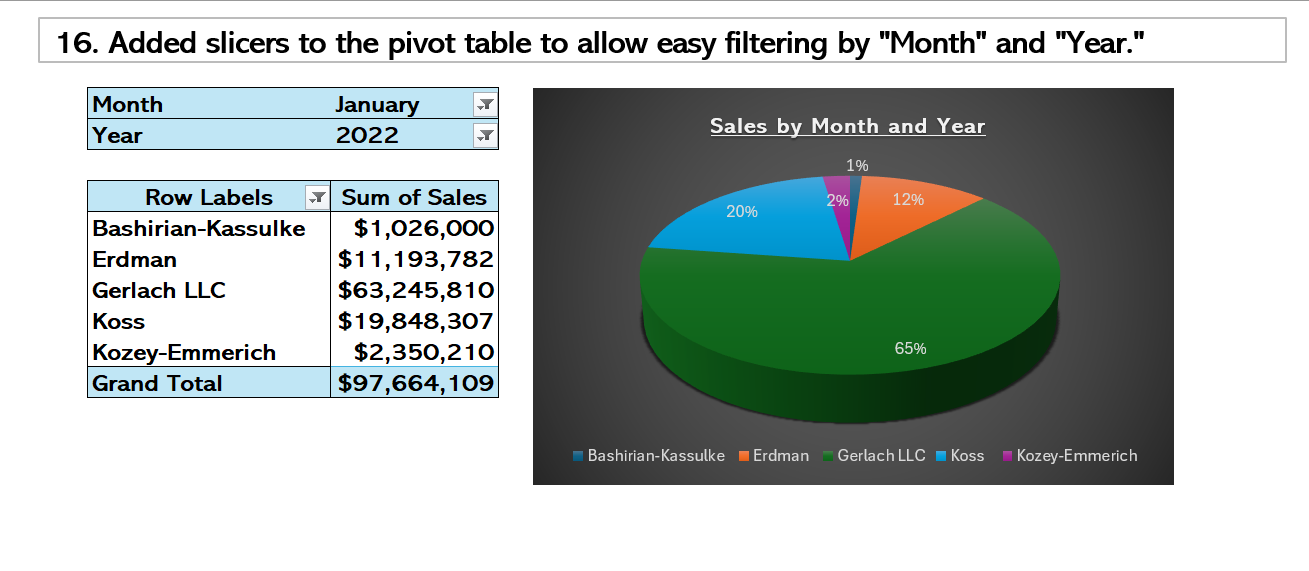 16. Added slicers to the pivot table to allow easy filtering by "Month" and "Year."
Month January
Year 2022
Row Labels Sum of Sales
Bashirian-Kassulke $1,026,000
Erdman $11,193,782
Gerlach LLC $63,245,810
Koss $19,848,307
Kozey-Emmerich $2,350,210
Grand Total $97,664,109
Sales by Month and Year
1%
2%
12%
20%
65%
Bashirian-Kassulke Erdman Gerlach LLC Koss Kozey-Emmerich